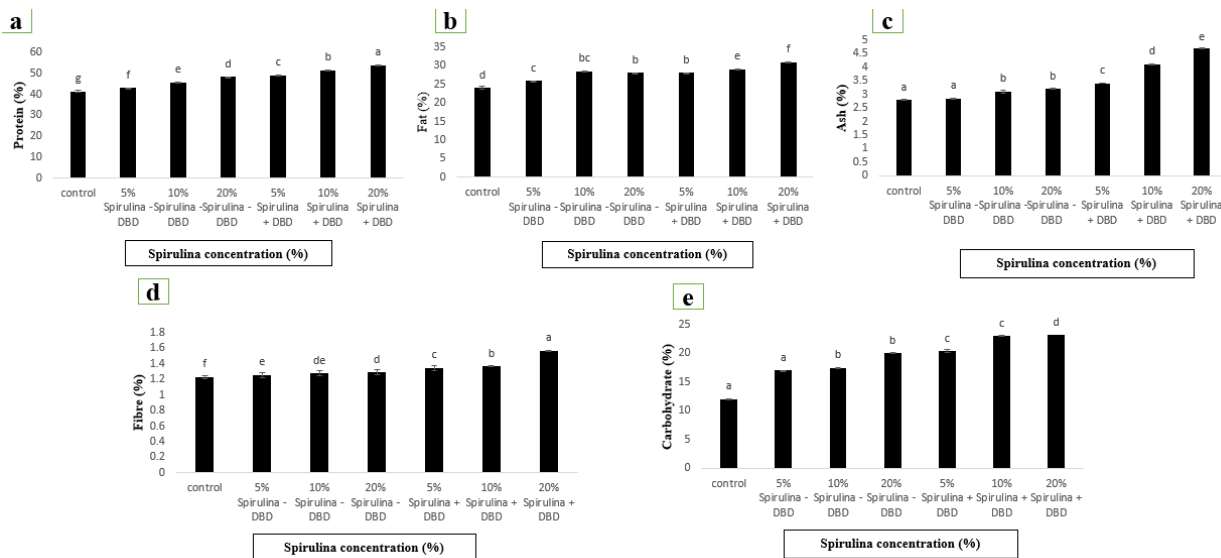 a
Protein (%)
60
50
40
30
20
10
0
g
f
e
d
c
b
a
control
5% 10% 20% 5% 10% 20%
Spirulina - Spirulina - Spirulina - Spirulina Spirulina Spirulina
DBD DBD DBD + DBD + DBD + DBD
Spirulina concentration (%)
b
Fat (%)
35
30
25
20
15
10
5
0
d
c
bc
b
b
e
f
control
5% 10% 20% 5% 10% 20%
Spirulina - Spirulina - Spirulina - Spirulina Spirulina Spirulina
DBD DBD DBD + DBD + DBD + DBD
Spirulina concentration (%)
c
Ash (%)
5
4.5
4
3.5
3
2.5
2
1.5
1
0.5
0
a
a
b
b
c
d
e
control
5% 10% 20% 5% 10% 20%
Spirulina - Spirulina - Spirulina - Spirulina Spirulina Spirulina
DBD DBD DBD + DBD + DBD + DBD
Spirulina concentration (%)
d
Fibre (%)
1.8
1.6
1.4
1.2
1
0.8
0.6
0.4
0.2
0
f
e
de
d
c
b
a
control
5% 10% 20% 5% 10% 20%
Spirulina - Spirulina - Spirulina - Spirulina + Spirulina + Spirulina +
DBD DBD DBD DBD DBD DBD
Spirulina concentration (%)
e
Carbohydrate (%)
25
20
15
10
5
0
a
a
b
b
c
c
d
control
5% 10% 20% 5% 10% 20%
Spirulina - Spirulina - Spirulina - Spirulina + Spirulina + Spirulina +
DBD DBD DBD DBD DBD DBD
Spirulina concentration (%)